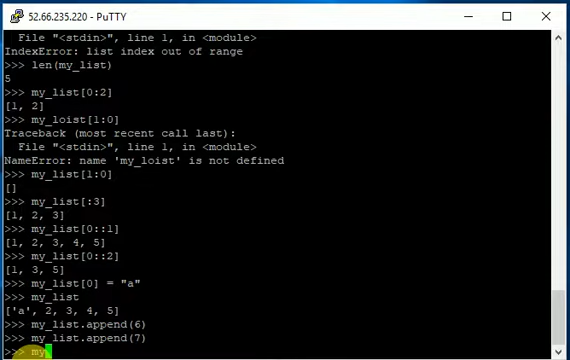 52.66.235.220 - PuTTY
File "<stdin>", line 1, in <module>
IndexError: list index out of range
>>> len(my_list)
5
>>> my_list[0:2]
[1, 2]
>>> my_loist[1:0]
Traceback (most recent call last):
File "<stdin>", line 1, in <module>
NameError: name 'my_loist' is not defined
>>> my_list[1:0]
[]
>>> my_list[:3]
[1, 2, 3]
>>> my_list[0::1]
[1, 2, 3, 4, 5]
>>> my_list[0::2]
[1, 3, 5]
>>> my_list[0] = "a"
>>> my_list
['a', 2, 3, 4, 5]
>>> my_list.append(6)
>>> my_list.append(7)
>>> my